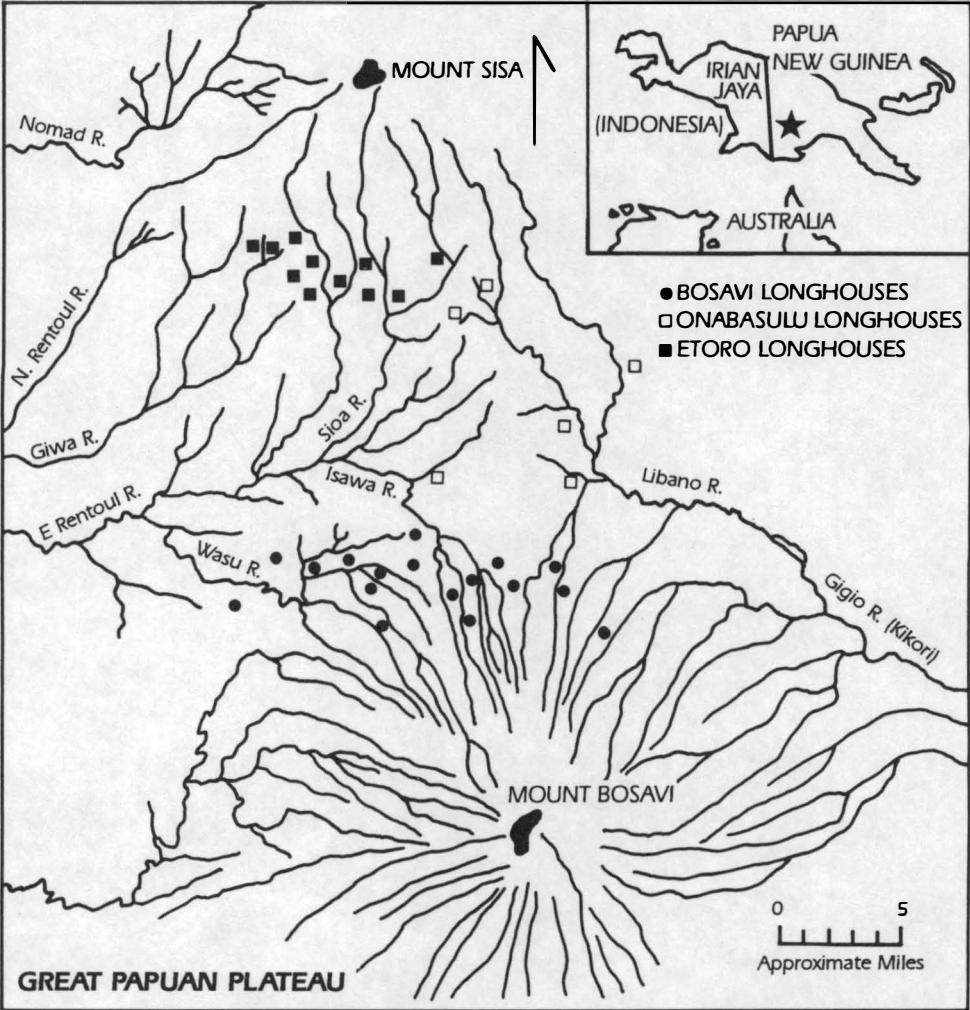 MOUNT SISA
PAPUA
NEW GUINEA
IRIAN
JAYA
(INDONESIA)
AUSTRALIA
Nomad R.
BOSAVI LONGHOUSES
ONABASULU LONGHOUSES
ETORO LONGHOUSES
N. Rentoul R.
Giwa R.
Sioa R.
Isawa R.
Libano R.
E Rentoul R.
Wasu R.
Gigio R. (Kikori)
MOUNT BOSAVI
0 5
Approximate Miles
GREAT PAPUAN PLATEAU